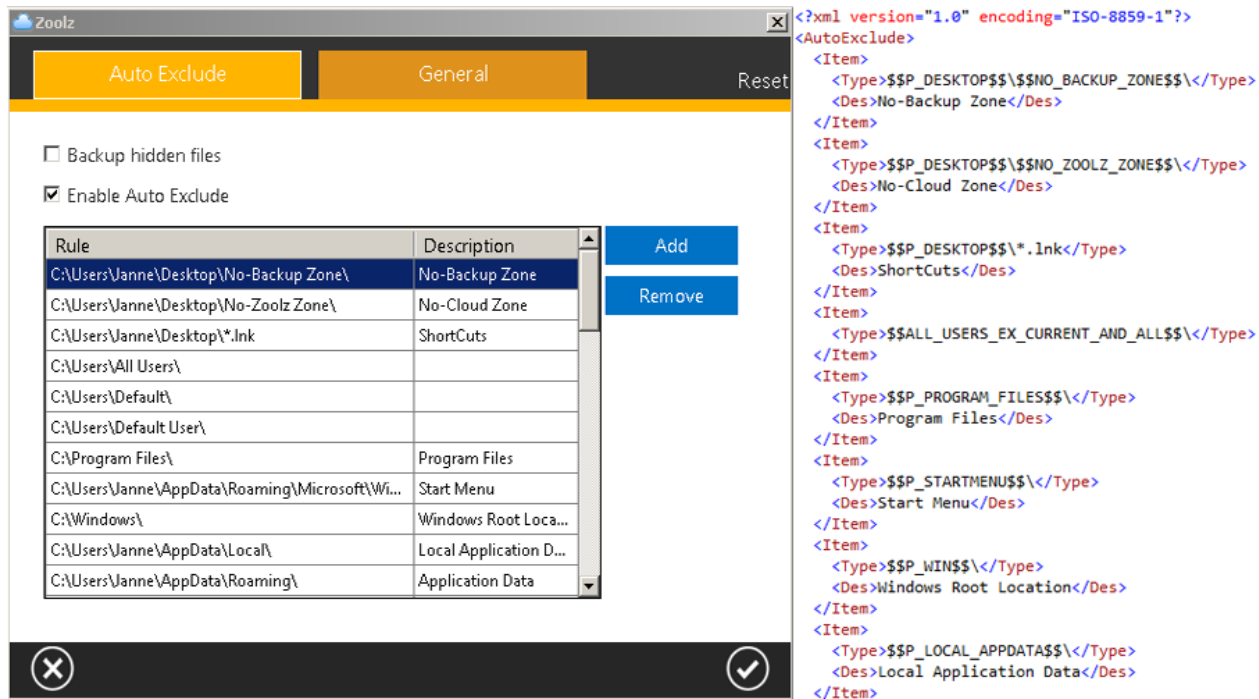 Zoolz
Auto Exclude
General
Reset
Backup hidden files
Enable Auto Exclude
Rule Description
C:\Users\Janne\Desktop\No-Backup Zone\ No-Backup Zone
C:\Users\Janne\Desktop\No-Zoolz Zone\ No-Cloud Zone
C:\Users\Janne\Desktop\*.lnk ShortCuts
C:\Users\All Users\
C:\Users\Default\
C:\Users\Default User\
C:\Program Files\ Program Files
C:\Users\Janne\AppData\Roaming\Microsoft\Wi... Start Menu
C:\Windows\ Windows Root Loca...
C:\Users\Janne\AppData\Local\ Local Application D...
C:\Users\Janne\AppData\Roaming\ Application Data
Add
Remove
<?xml version="1.0" encoding="ISO-8859-1"?>
<AutoExclude>
<Item>
<Type>$$P_DESKTOP$$\$$NO_BACKUP_ZONE$$\</Type>
<Des>No-Backup Zone</Des>
</Item>
<Item>
<Type>$$P_DESKTOP$$\$$NO_ZOOLZ_ZONE$$\</Type>
<Des>No-Cloud Zone</Des>
</Item>
<Item>
<Type>$$P_DESKTOP$$\*.lnk</Type>
<Des>ShortCuts</Des>
</Item>
<Item>
<Type>$$ALL_USERS_EX_CURRENT_AND_ALL$$\</Type>
</Item>
<Item>
<Type>$$P_PROGRAM_FILES$$\</Type>
<Des>Program Files</Des>
</Item>
<Item>
<Type>$$P_STARTMENU$$\</Type>
<Des>Start Menu</Des>
</Item>
<Item>
<Type>$$P_WIN$$\</Type>
<Des>Windows Root Location</Des>
</Item>
<Item>
<Type>$$P_LOCAL_APPDATA$$\</Type>
<Des>Local Application Data</Des>
</Item>